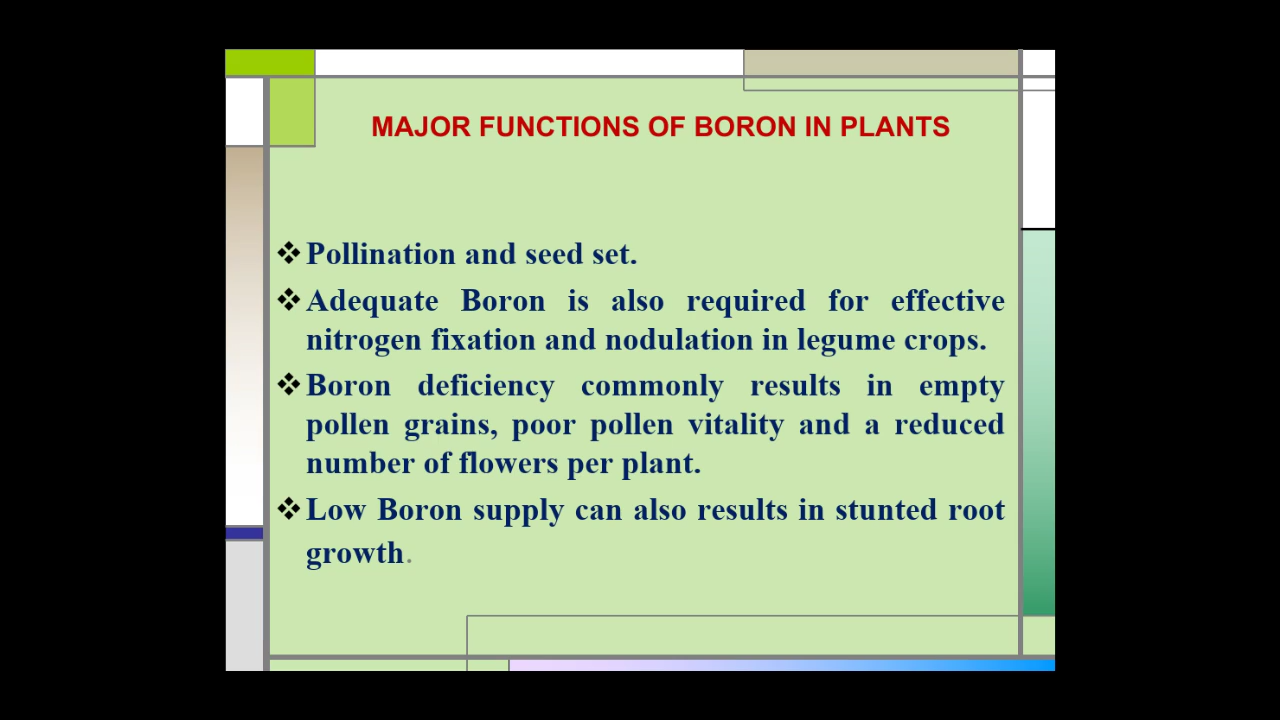 MAJOR FUNCTIONS OF BORON IN PLANTS
❖Pollination and seed set.
❖Adequate Boron is also required for effective
nitrogen fixation and nodulation in legume crops.
❖Boron deficiency commonly results in empty
pollen grains, poor pollen vitality and a reduced
number of flowers per plant.
❖Low Boron supply can also results in stunted root
growth.